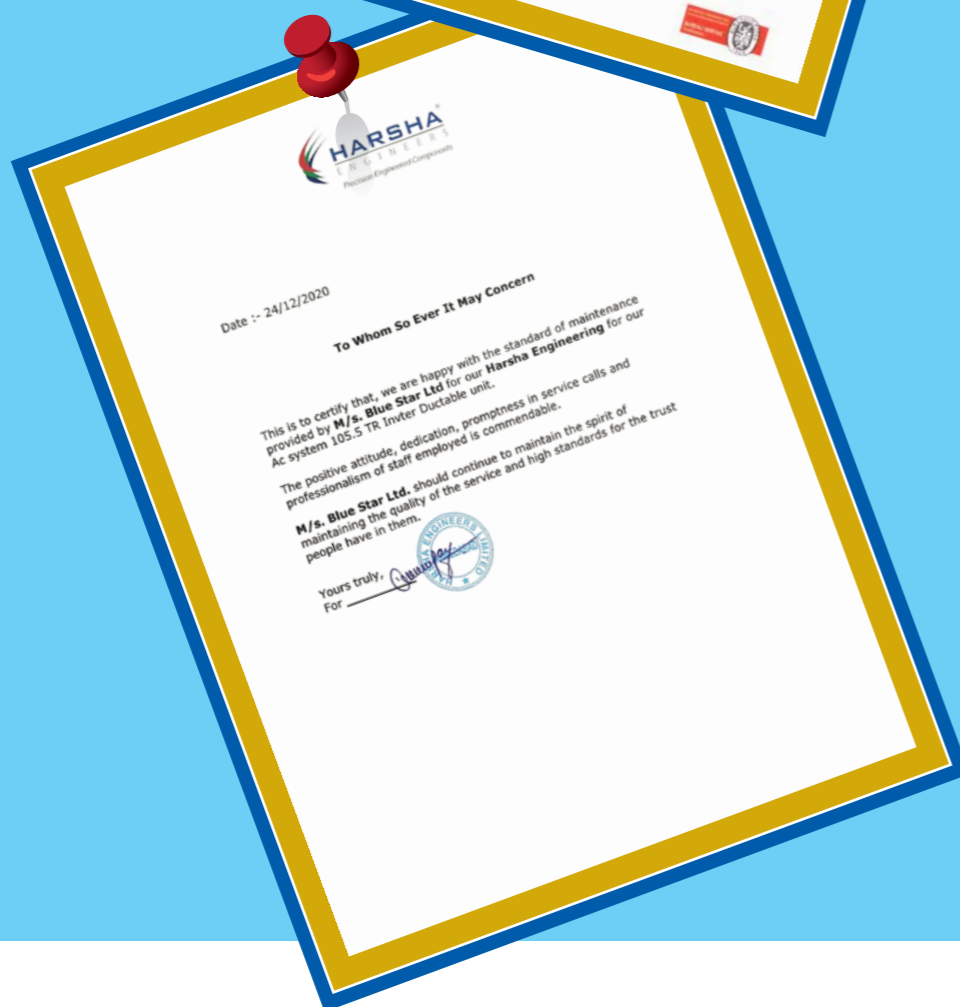 HARSHA
ENGINEERS
Precision Engineered Components
Date :- 24/12/2020
To Whom So Ever It May Concern
This is to certify that, we are happy with the standard of maintenance
provided by M/s. Blue Star Ltd for our Harsha Engineering for our
Ac system 105.5 TR Invter Ductable unit.
The positive attitude, dedication, promptness in service calls and
professionalism of staff employed is commendable.
M/s. Blue Star Ltd. should continue to maintain the spirit of
maintaining the quality of the service and high standards for the trust
people have in them.
Yours truly,
For
HARSHA ENGINEERS LIMITED